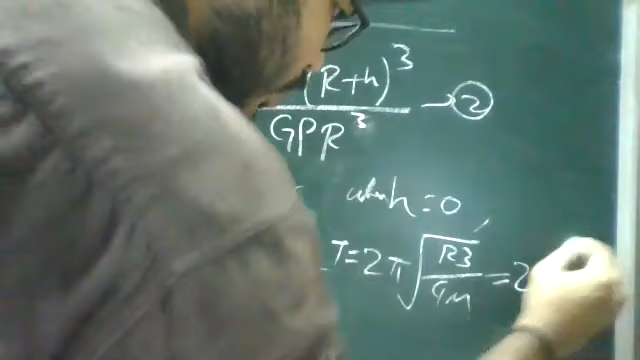 (R+h)³
GPR³ → 2
when h = 0
T = 2π √R3/GM = 2